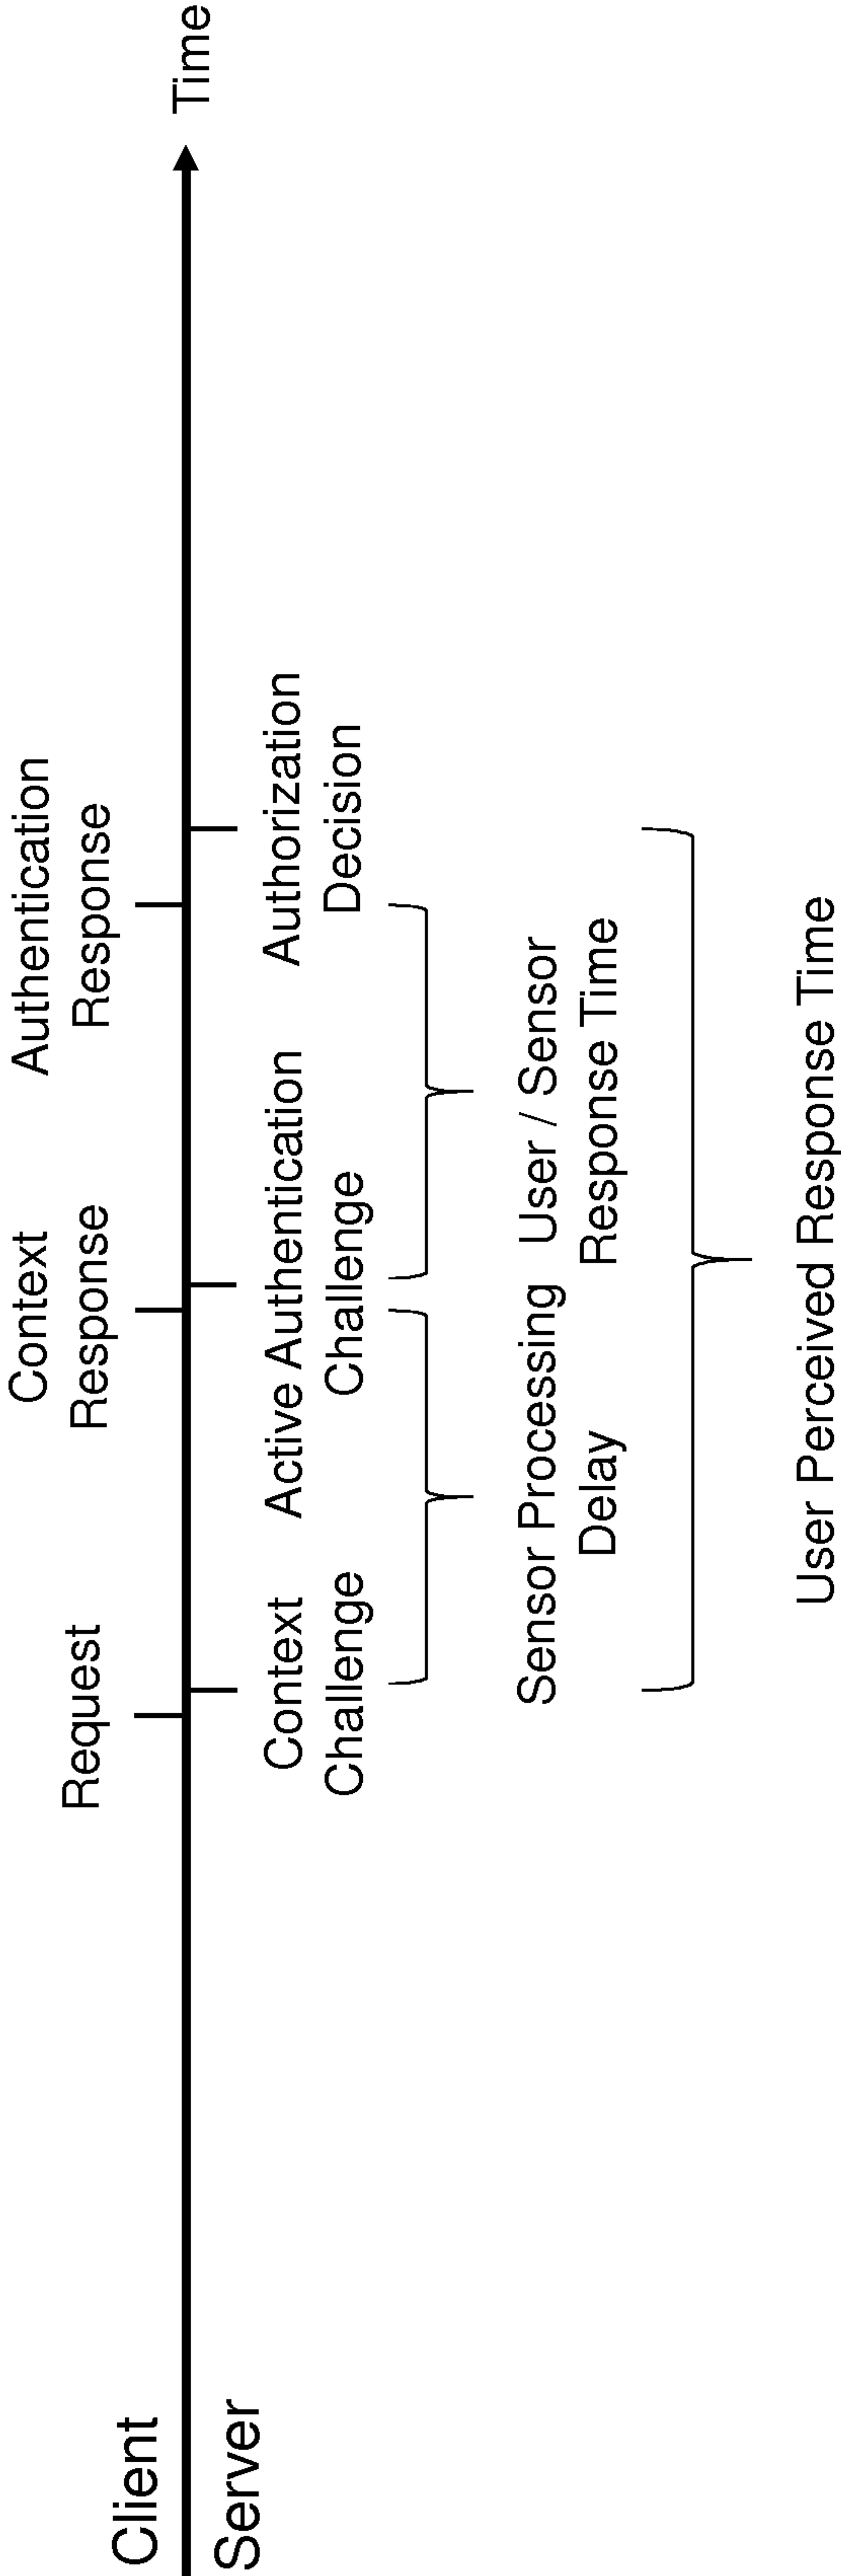 Client
Server
Request
Context
Response
Authentication
Response
Time
Context
Challenge
Active Authentication
Challenge
Authorization
Decision
Sensor Processing
Delay
User / Sensor
Response Time
User Perceived Response Time